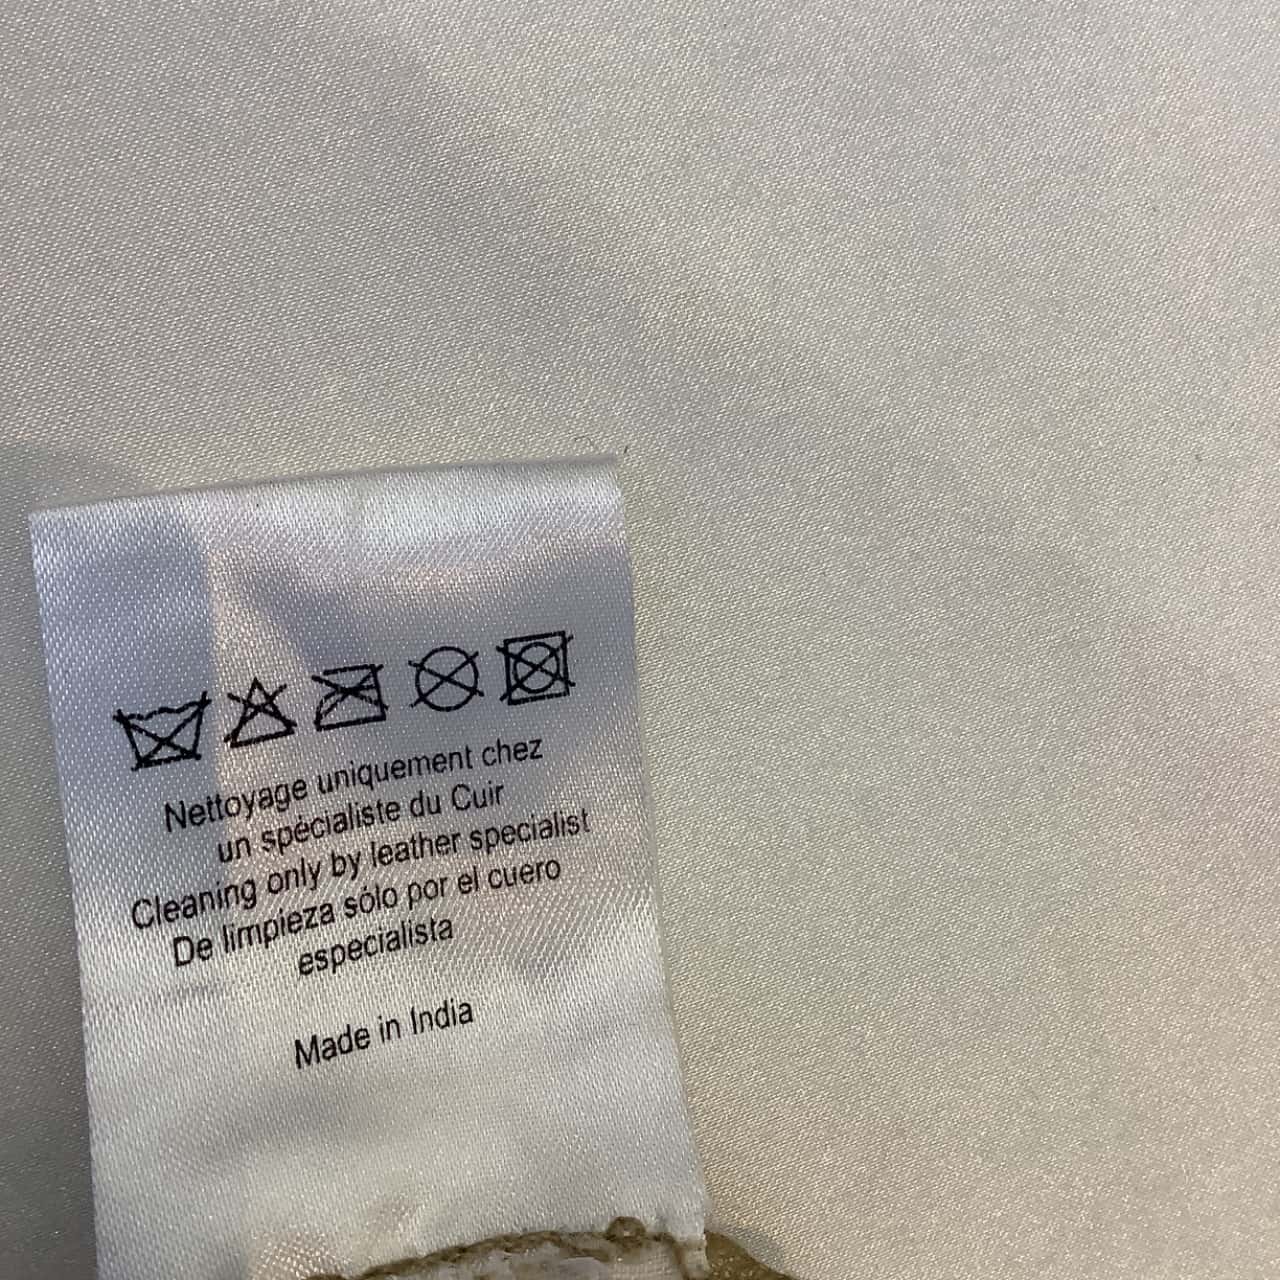 Nettoyage uniquement chez
un spécialiste du Cuir
Cleaning only by leather specialist
De limpieza sólo por el cuero
especialista
Made in India